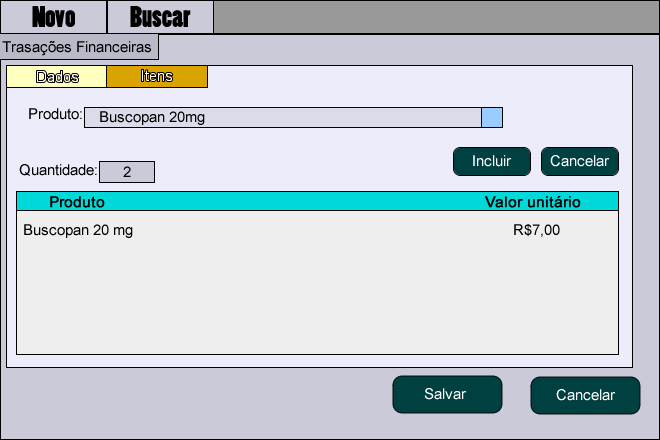 Novo Buscar
Trasações Financeiras
Dados Itens
Produto: Buscopan 20mg
Quantidade: 2 Incluir Cancelar
Produto Valor unitário
Buscopan 20 mg R$7,00
Salvar Cancelar